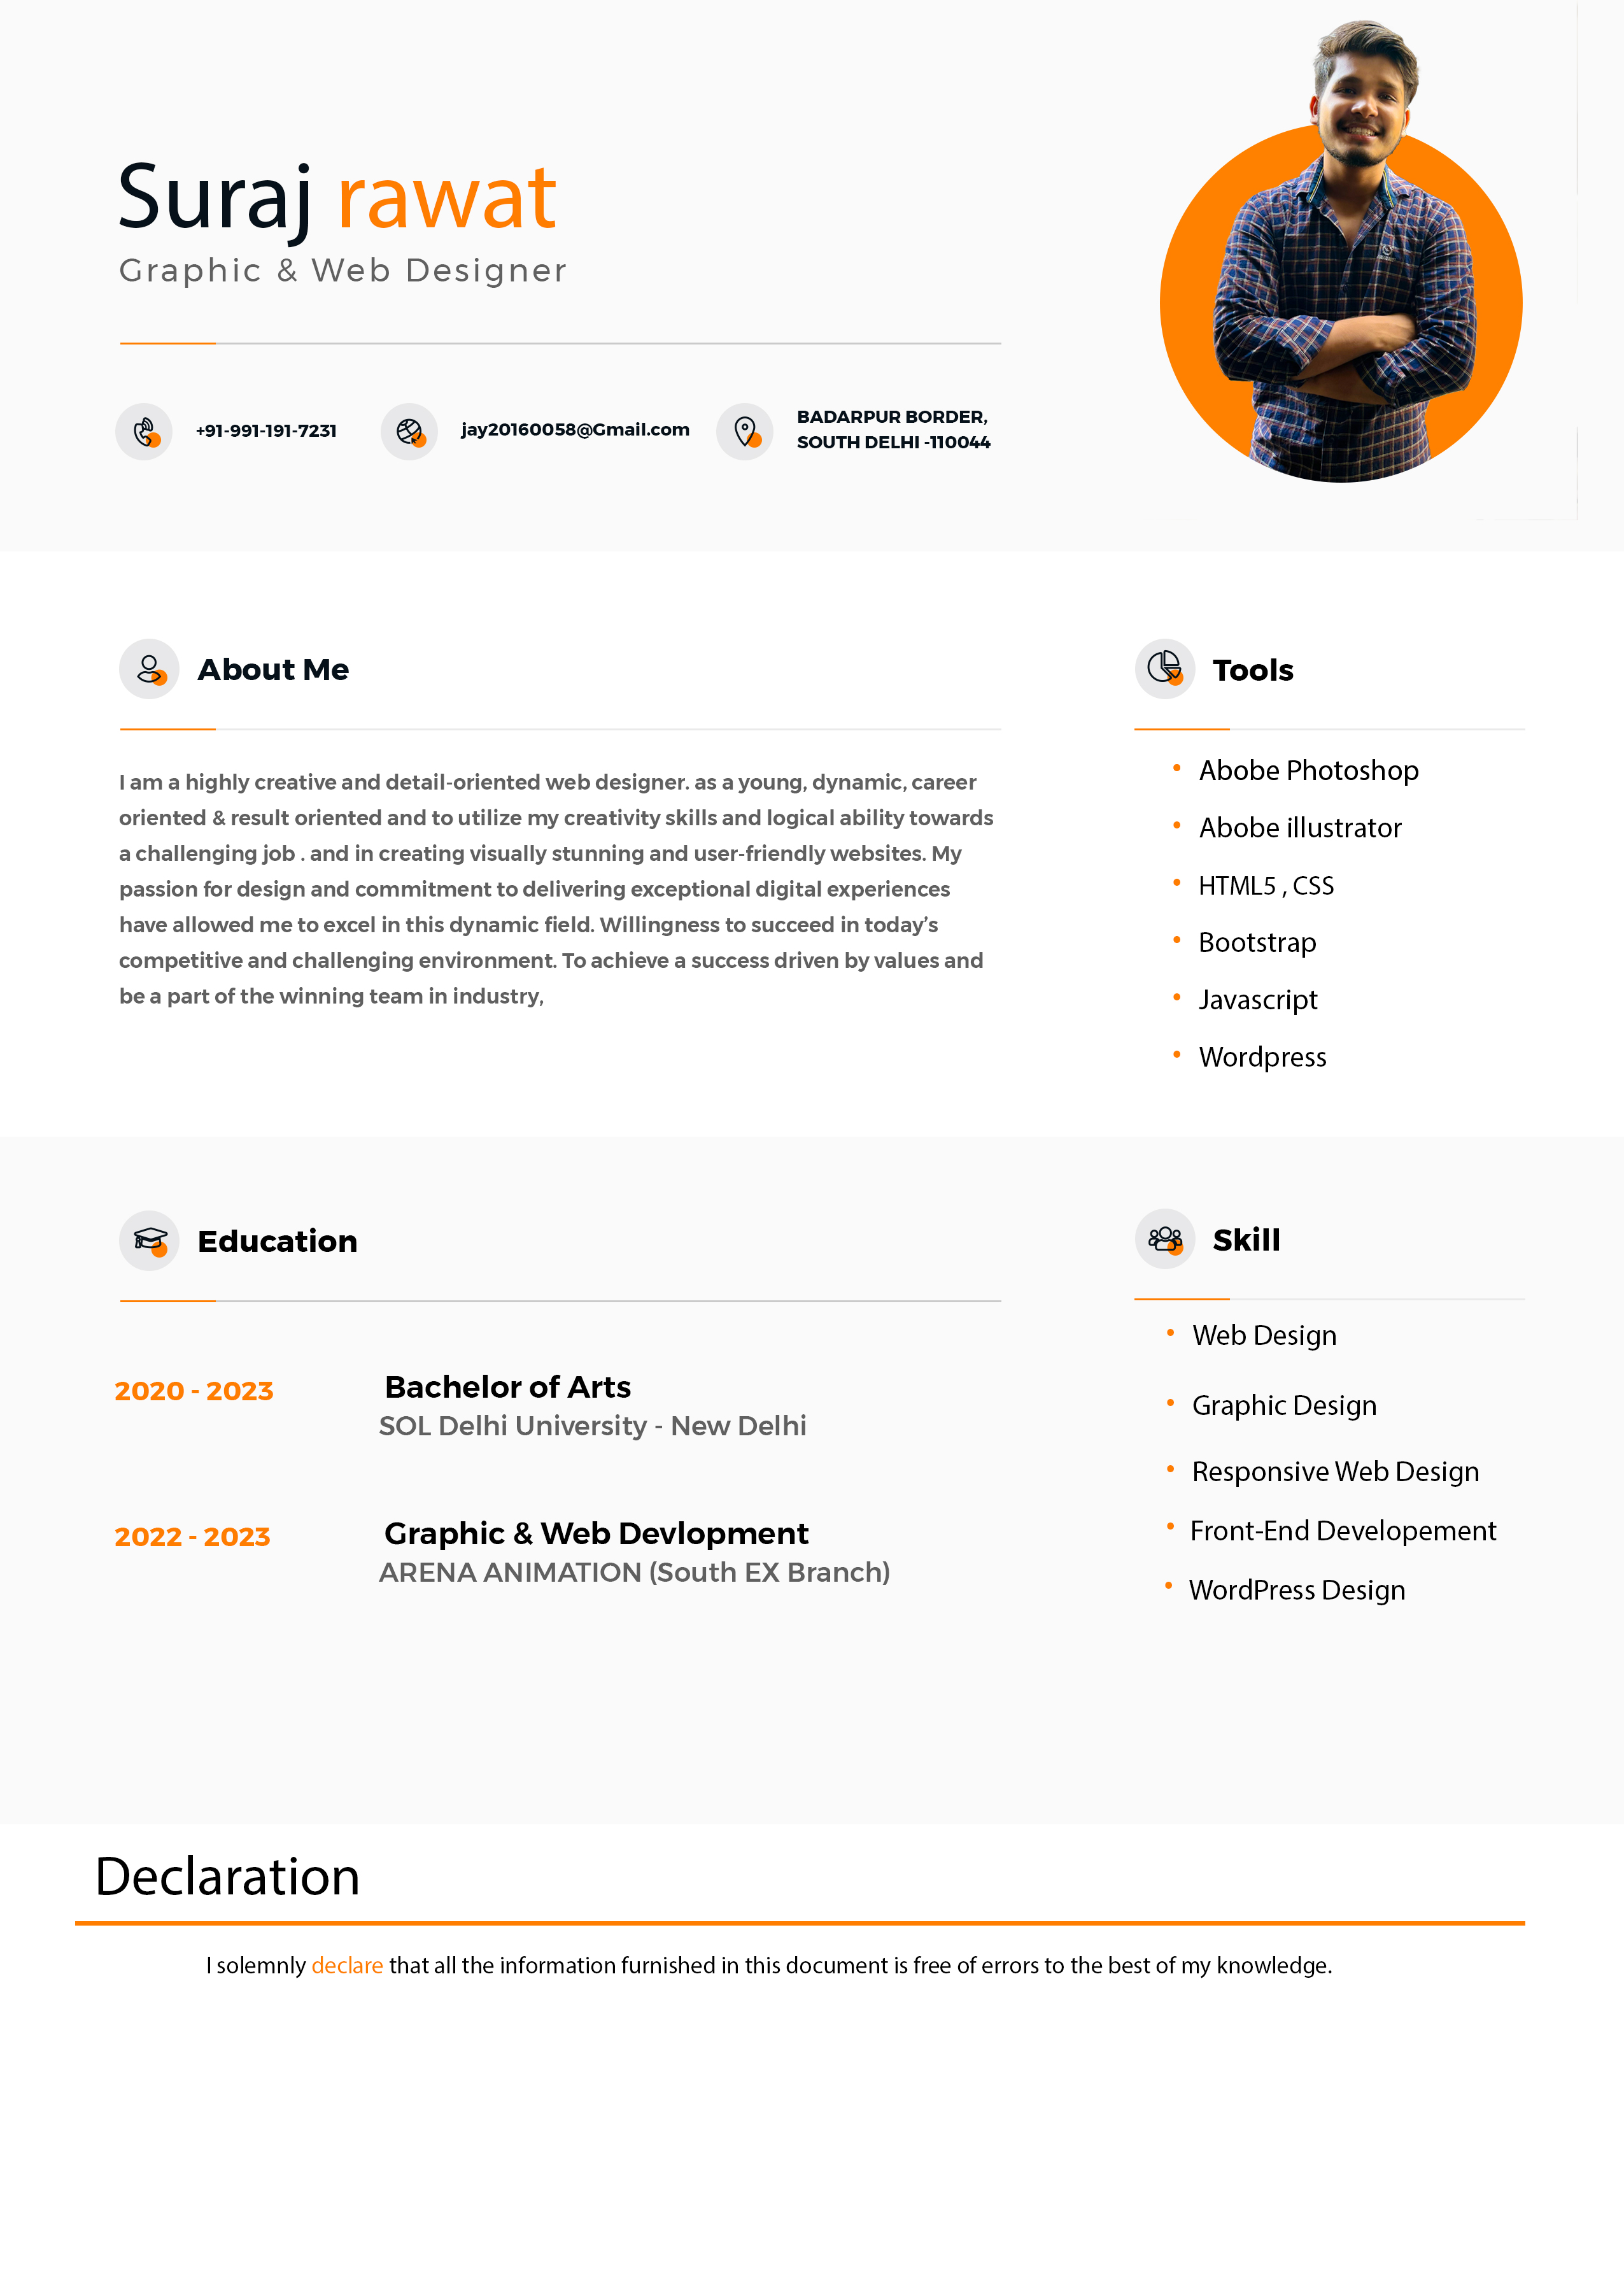 Suraj rawat
Graphic & Web Designer
+91-991-191-7231
jay20160058@Gmail.com
BADARPUR BORDER,
SOUTH DELHI -110044
About Me
I am a highly creative and detail-oriented web designer. as a young, dynamic, career
oriented & result oriented and to utilize my creativity skills and logical ability towards
a challenging job . and in creating visually stunning and user-friendly websites. My
passion for design and commitment to delivering exceptional digital experiences
have allowed me to excel in this dynamic field. Willingness to succeed in today’s
competitive and challenging environment. To achieve a success driven by values and
be a part of the winning team in industry,
Tools
• Abobe Photoshop
• Abobe illustrator
• HTML5 , CSS
• Bootstrap
• Javascript
• Wordpress
Education
2020 - 2023
Bachelor of Arts
SOL Delhi University - New Delhi
2022 - 2023
Graphic & Web Devlopment
ARENA ANIMATION (South EX Branch)
Skill
• Web Design
• Graphic Design
• Responsive Web Design
• Front-End Developement
• WordPress Design
Declaration
I solemnly declare that all the information furnished in this document is free of errors to the best of my knowledge.